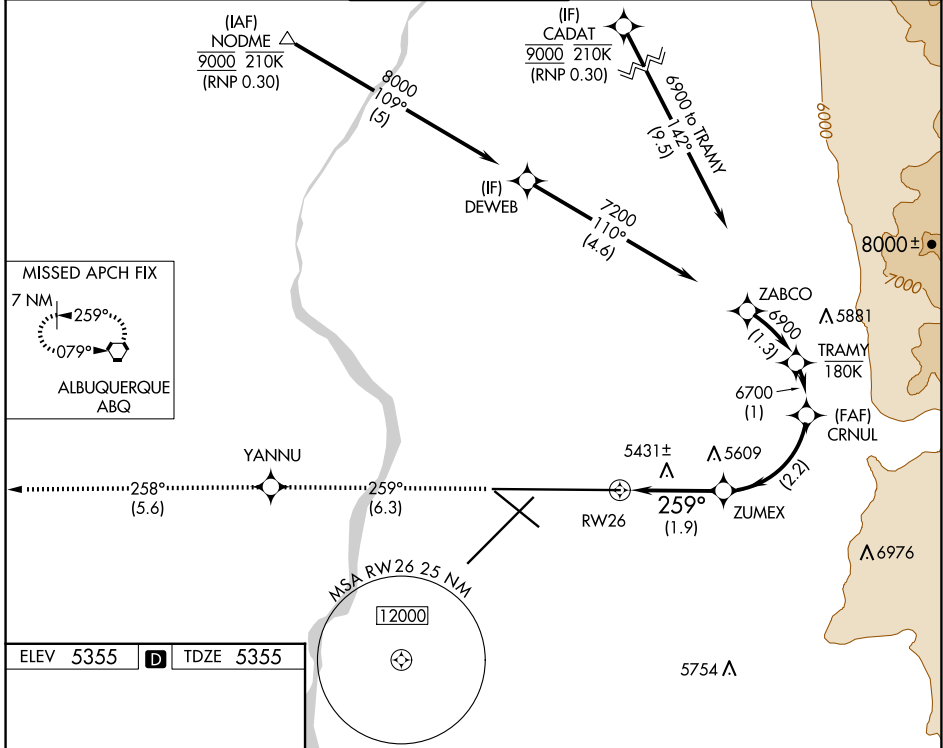 (IAF)
NODME
9000 210K
(RNP 0.30)
(IF)
CADAT
9000 210K
(RNP 0.30)
8000
109°
(5)
6900 to TRAMY
142°
(9.5)
6000
(IF)
DEWEB
7200
110°
(4.6)
8000±
7000
MISSED APCH FIX
7 NM
259°
079°
ALBUQUERQUE
ABQ
ZABCO
6900
(1.3)
5881
TRAMY
180K
6700
(1)
(FAF)
CRNUL
YANNU
5431±
5609
(2.2)
258°
(5.6)
259°
(6.3)
RW26
259°
(1.9)
ZUMEX
6976
MSA RW26 25 NM
12000
ELEV 5355 D TDZE 5355
5754